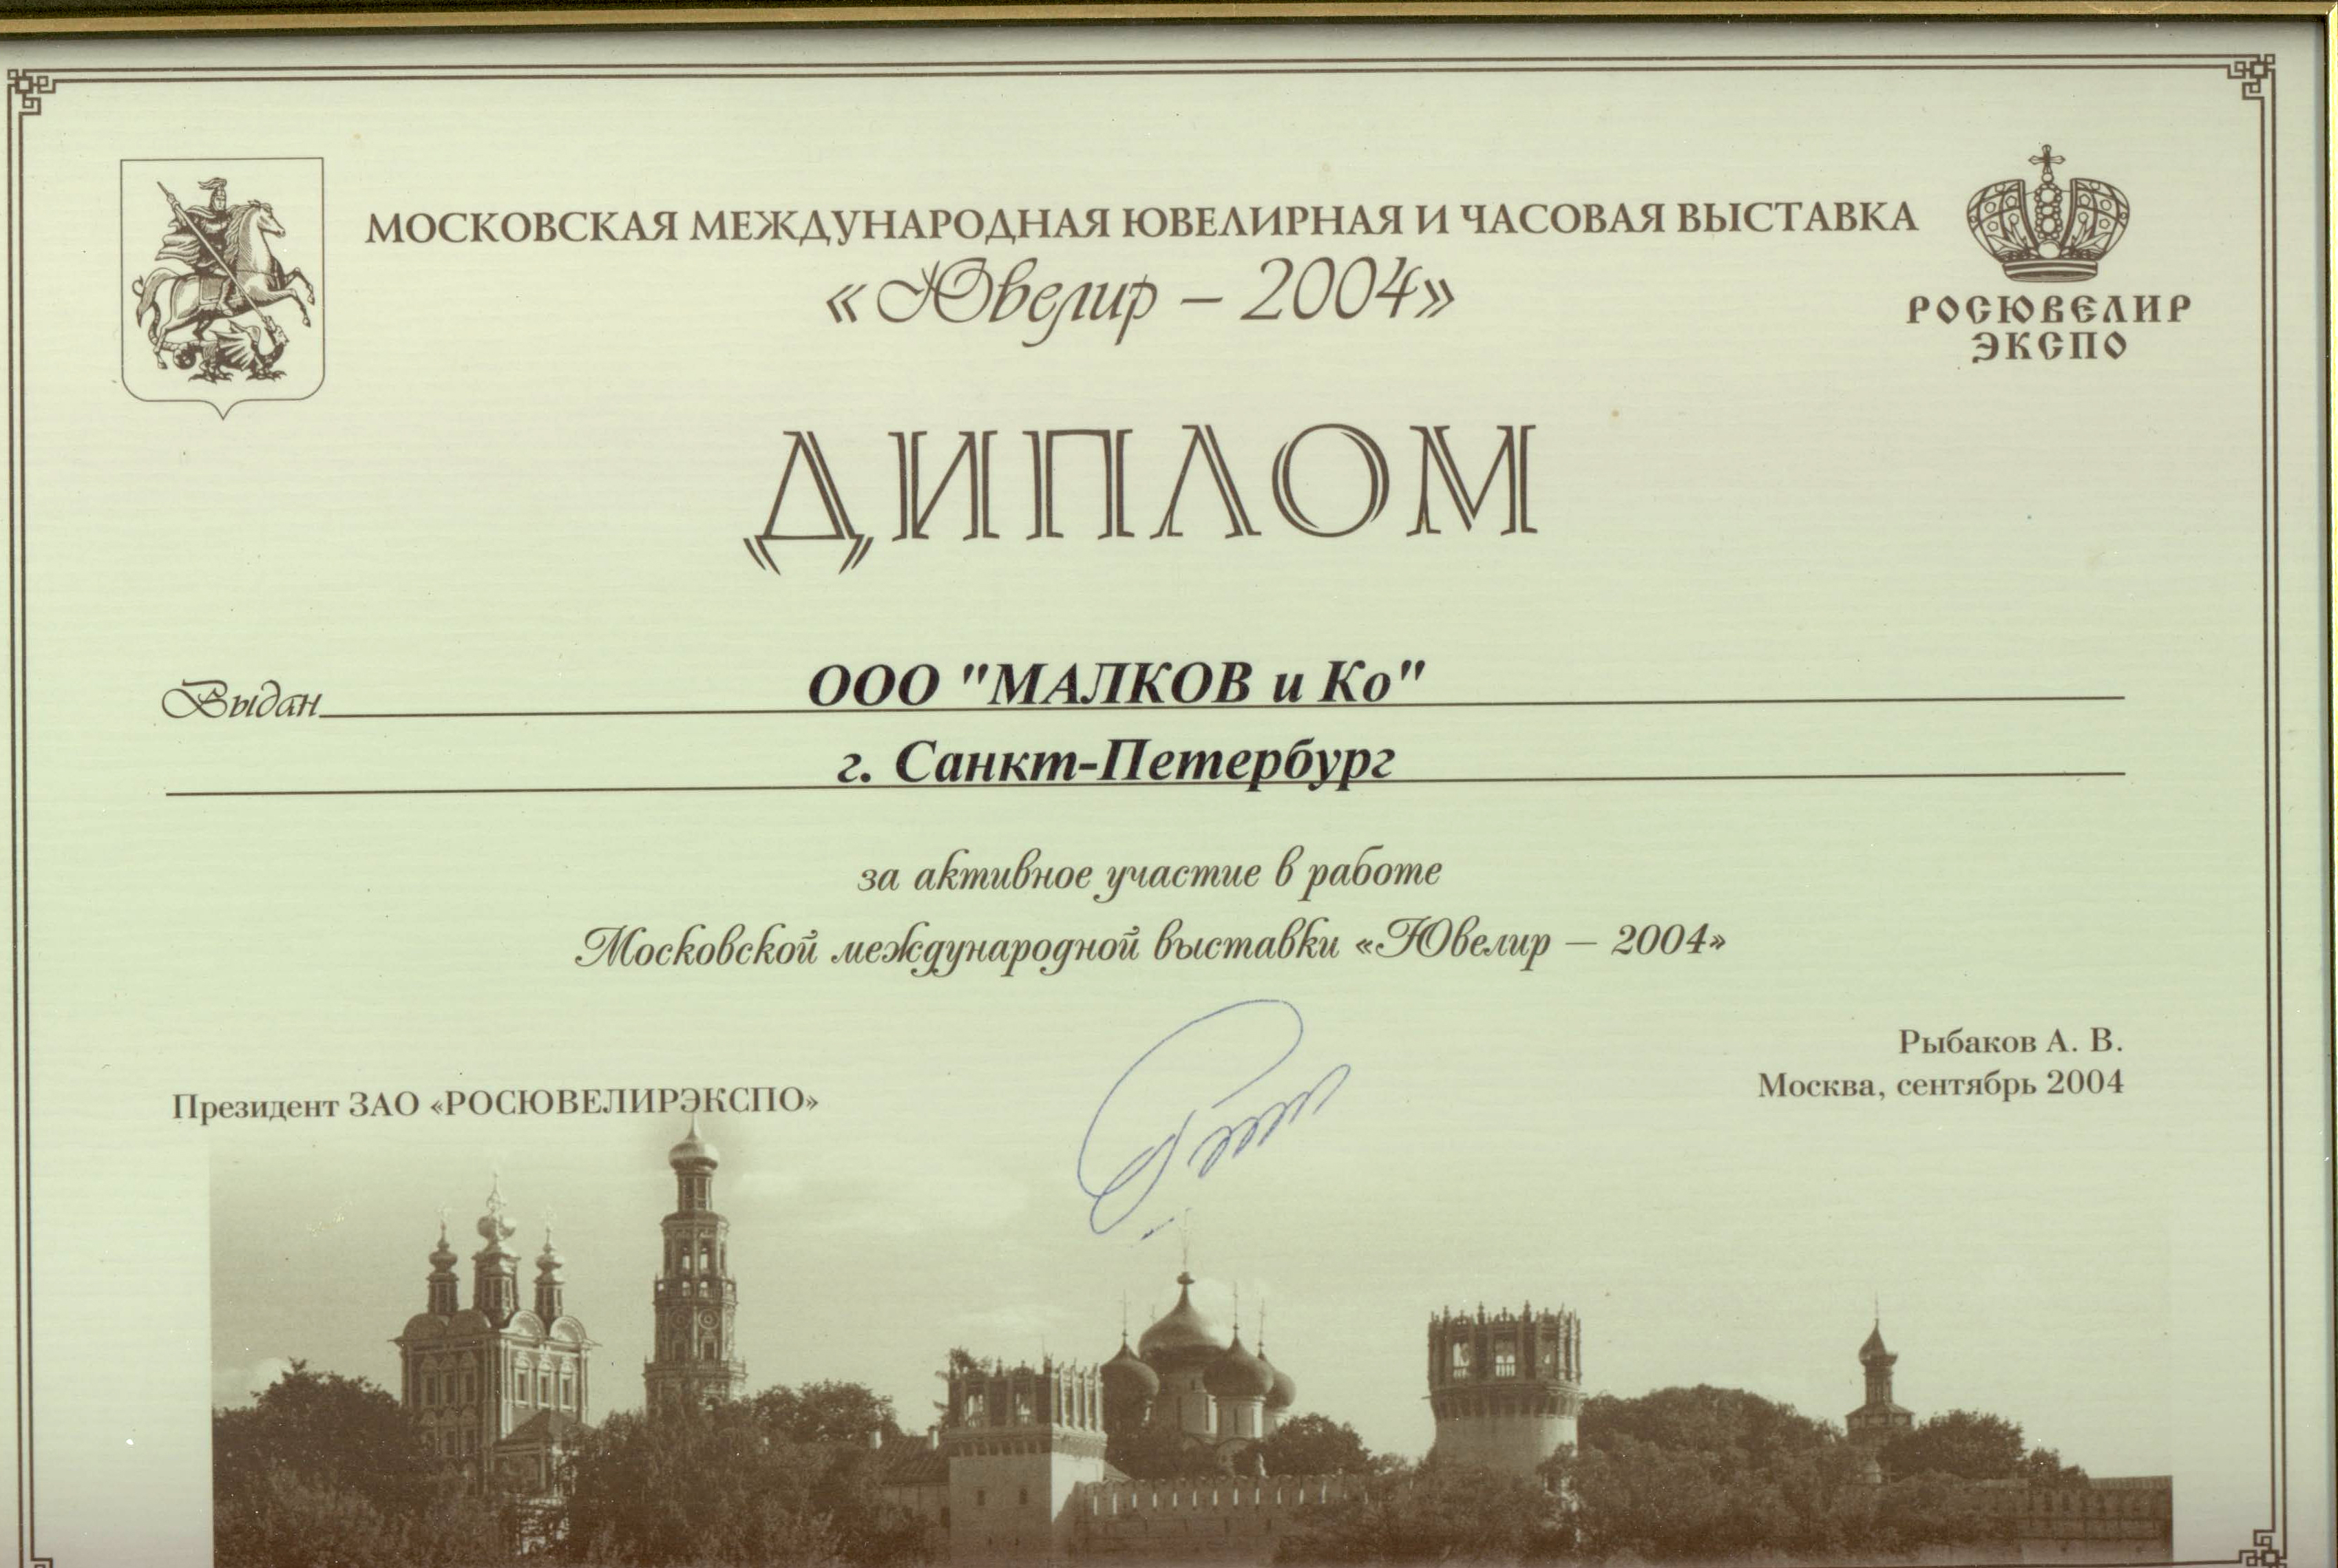 МОСКОВСКАЯ МЕЖДУНАРОДНАЯ ЮВЕЛИРНАЯ И ЧАСОВАЯ ВЫСТАВКА
«Ювелир – 2004»
РОСЮВЕЛИР
ЭКСПО
ДИПЛОМ
Выдан ООО "МАЛКОВ и Ко"
г. Санкт-Петербург
за активное участие в работе
Московской международной выставки «Ювелир – 2004»
Рыбаков А. В.
Президент ЗАО «РОСЮВЕЛИРЭКСПО»
Москва, сентябрь 2004